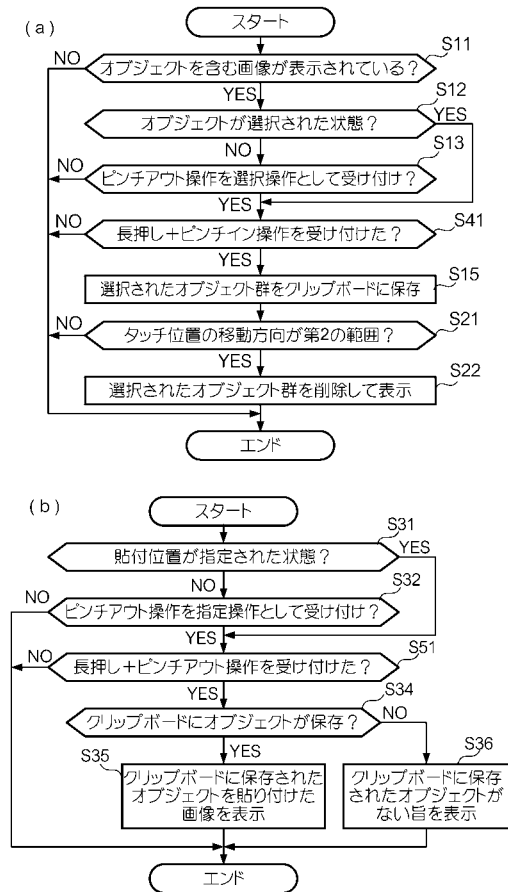 (a)
スタート
S11
NO
オブジェクトを含む画像が表示されている？
YES
S12
オブジェクトが選択された状態？
YES
NO
S13
NO
ピンチアウト操作を選択操作として受け付け？
YES
S41
NO
長押し＋ピンチイン操作を受け付けた？
YES
S15
選択されたオブジェクト群をクリップボードに保存
S21
NO
タッチ位置の移動方向が第2の範囲？
YES
S22
選択されたオブジェクト群を削除して表示
エンド
(b)
スタート
S31
貼付位置が指定された状態？
YES
NO
S32
NO
ピンチアウト操作を指定操作として受け付け？
YES
S51
NO
長押し＋ピンチアウト操作を受け付けた？
YES
S34
クリップボードにオブジェクトが保存？
NO
YES
S35
クリップボードに保存された
オブジェクトを貼り付けた
画像を表示
S36
クリップボードに保存
されたオブジェクトが
ない旨を表示
エンド